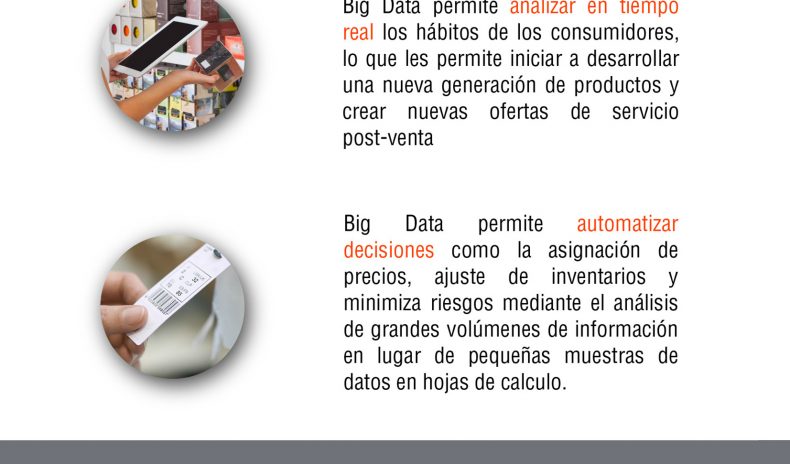 Big Data permite analizar en tiempo
real los hábitos de los consumidores,
lo que les permite iniciar a desarrollar
una nueva generación de productos y
crear nuevas ofertas de servicio
post-venta
Big Data permite automatizar
decisiones como la asignación de
precios, ajuste de inventarios y
minimiza riesgos mediante el análisis
de grandes volúmenes de información
en lugar de pequeñas muestras de
datos en hojas de calculo.